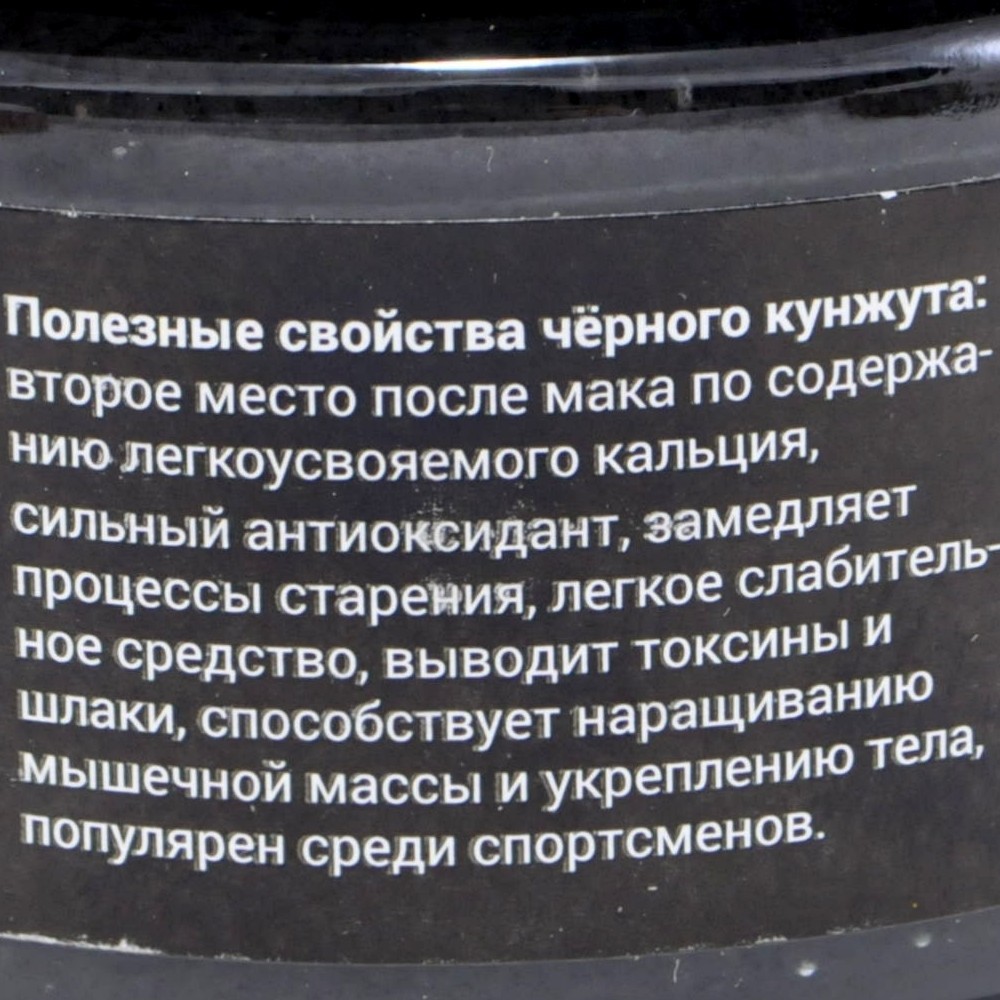 Полезные свойства чёрного кунжута:
второе место после мака по содержа-
нию легкоусвояемого кальция,
сильный антиоксидант, замедляет
процессы старения, легкое слабитель-
ное средство, выводит токсины и
шлаки, способствует наращиванию
мышечной массы и укреплению тела,
популярен среди спортсменов.